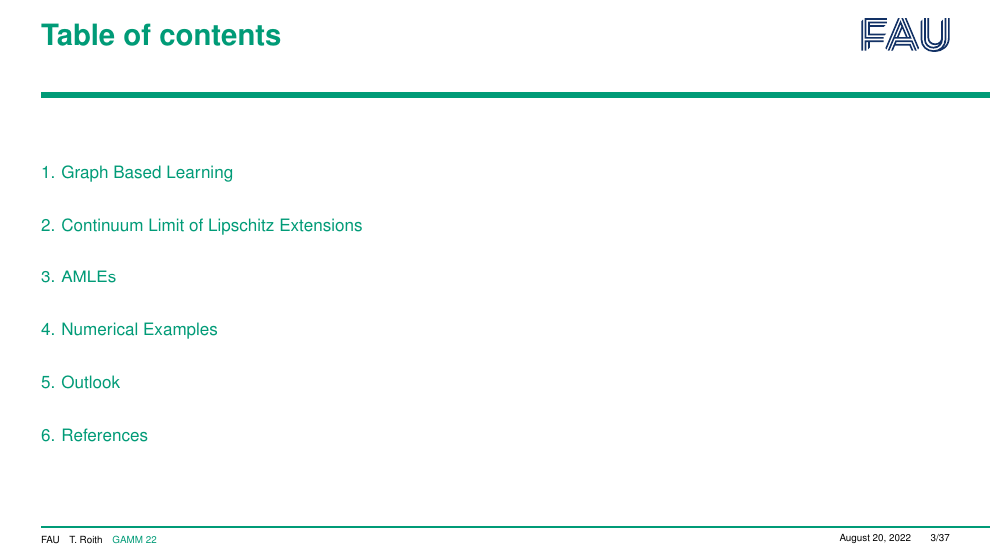 Table of contents
FAU
1. Graph Based Learning
2. Continuum Limit of Lipschitz Extensions
3. AMLEs
4. Numerical Examples
5. Outlook
6. References
FAU T. Roith GAMM 22 August 20, 2022 3/37